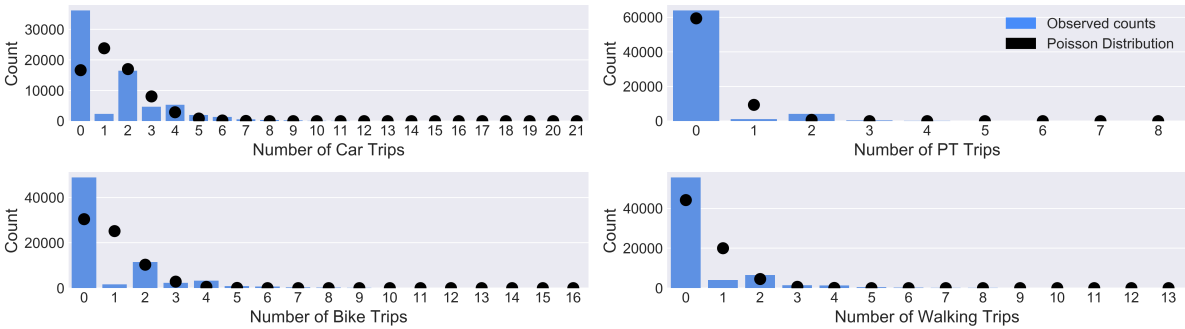 30000
20000
10000
0
Count
0 1 2 3 4 5 6 7 8 9 10 11 12 13 14 15 16 17 18 19 20 21
Number of Car Trips
60000
40000
20000
0
Count
Observed counts
Poisson Distribution
0 1 2 3 4 5 6 7 8
Number of PT Trips
40000
20000
0
Count
0 1 2 3 4 5 6 7 8 9 10 11 12 13 14 15 16
Number of Bike Trips
40000
20000
0
Count
0 1 2 3 4 5 6 7 8 9 10 11 12 13
Number of Walking Trips